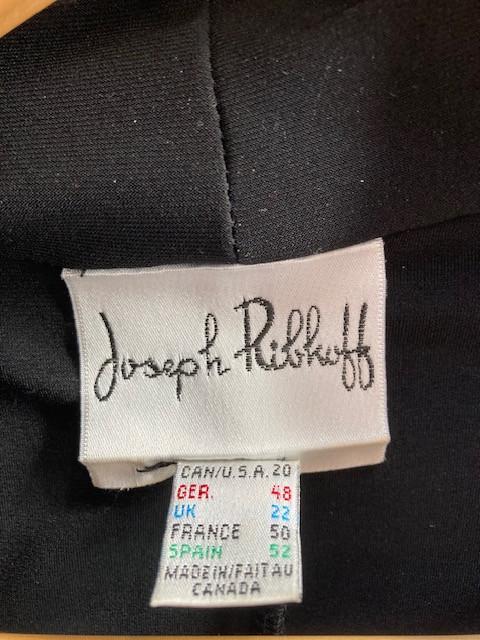 Joseph Ribkoff
CAN/U.S.A. 20
GER. 48
UK 22
FRANCE 50
SPAIN 52
MADE IN/FAIT AU
CANADA